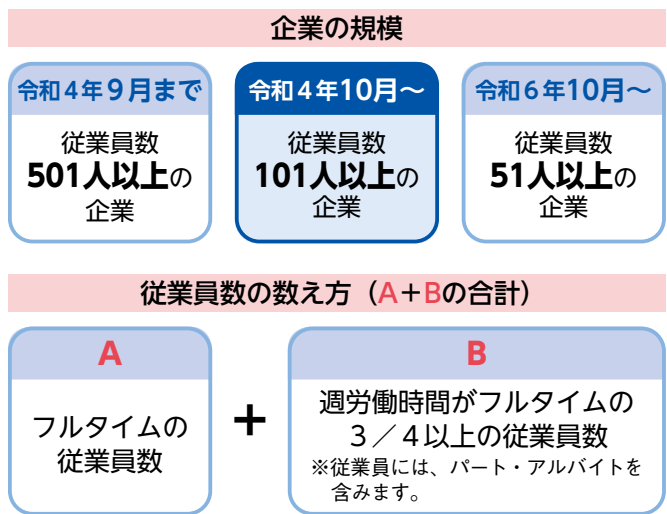 企業の規模
令和4年9月まで
従業員数
501人以上の
企業
令和4年10月～
従業員数
101人以上の
企業
令和6年10月～
従業員数
51人以上の
企業
従業員数の数え方（A＋Bの合計）
A
フルタイムの
従業員数
＋
B
週労働時間がフルタイムの
３／４以上の従業員数
※従業員には、パート・アルバイトを
含みます。